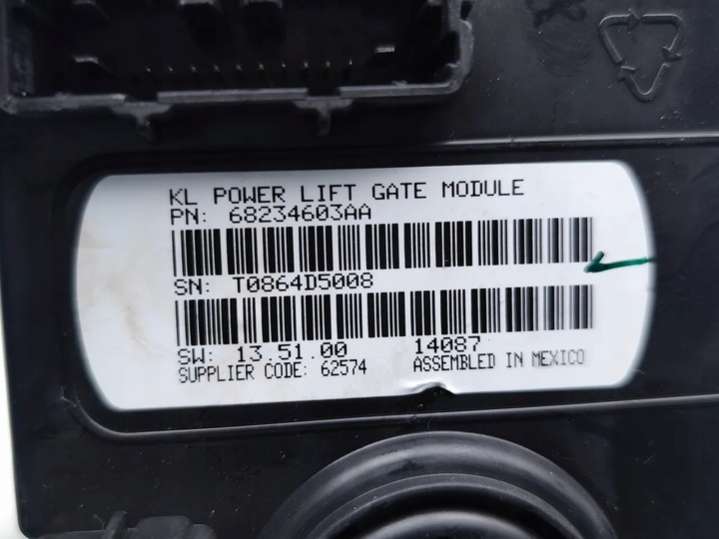 KL POWER LIFT GATE MODULE
PN: 68234603AA
SN: T0864D5008
SW: 13.51.00 14087
SUPPLIER CODE: 62574 ASSEMBLED IN MEXICO